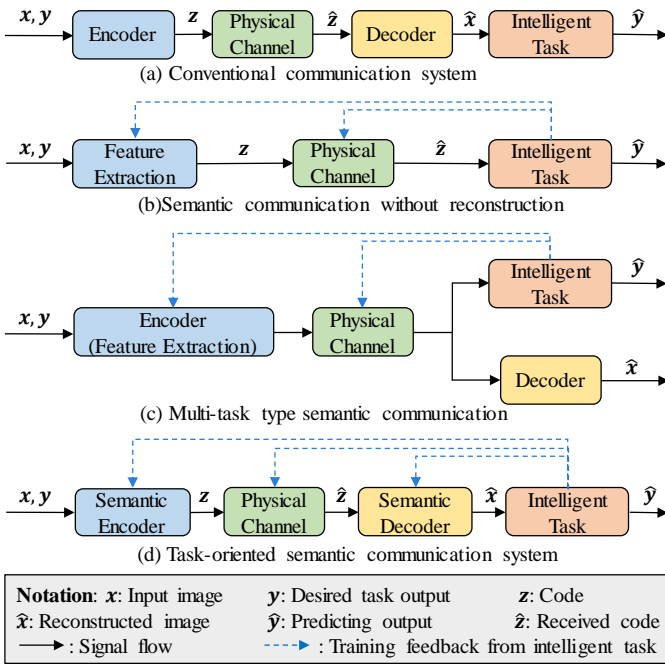 x, y Encoder z Physical Channel ẑ Decoder x̂ Intelligent Task ŷ
(a) Conventional communication system
x, y Feature Extraction z Physical Channel ẑ Intelligent Task ŷ
(b)Semantic communication without reconstruction
Intelligent Task ŷ
x, y Encoder (Feature Extraction) Physical Channel
Decoder x̂
(c) Multi-task type semantic communication
x, y Semantic Encoder z Physical Channel ẑ Semantic Decoder x̂ Intelligent Task ŷ
(d) Task-oriented semantic communication system
Notation: x: Input image y: Desired task output z: Code
x̂: Reconstructed image ŷ: Predicting output ẑ: Received code
: Signal flow : Training feedback from intelligent task